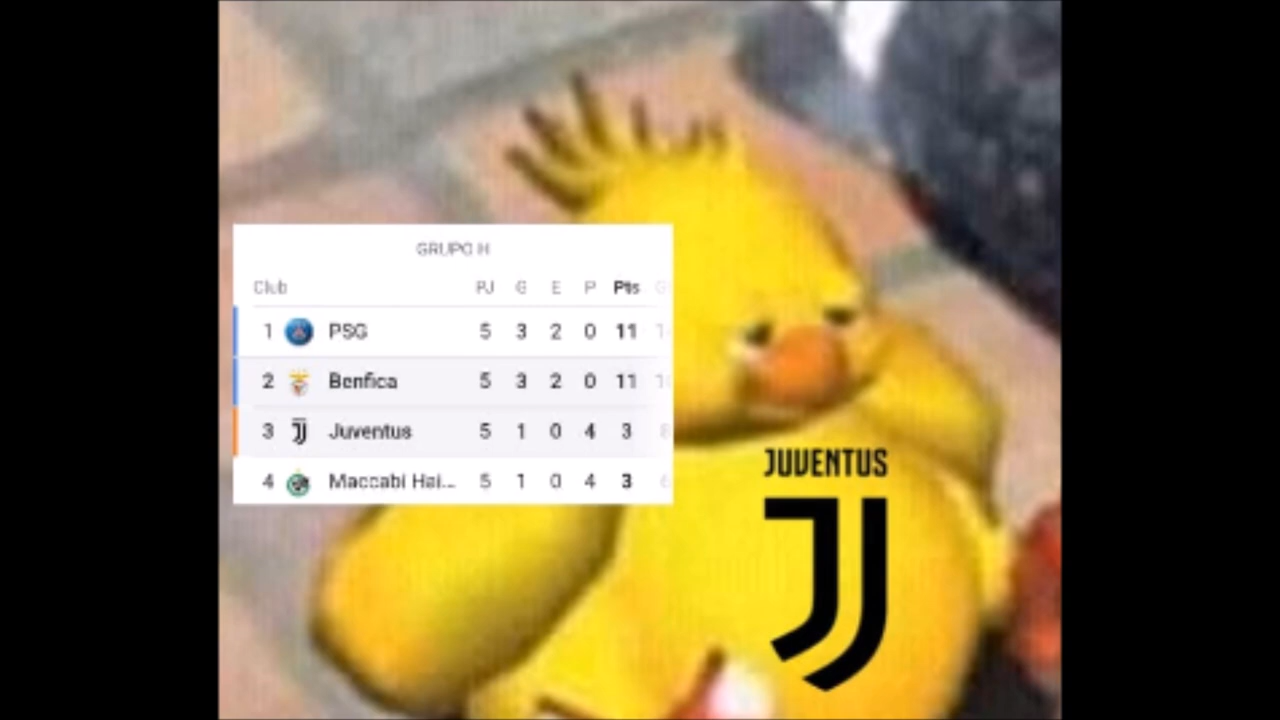 GRUPO H
Club PJ G E P Pts
1 PSG 5 3 2 0 11
2 Benfica 5 3 2 0 11
3 Juventus 5 1 0 4 3
4 Maccabi Hai... 5 1 0 4 3
JUVENTUS